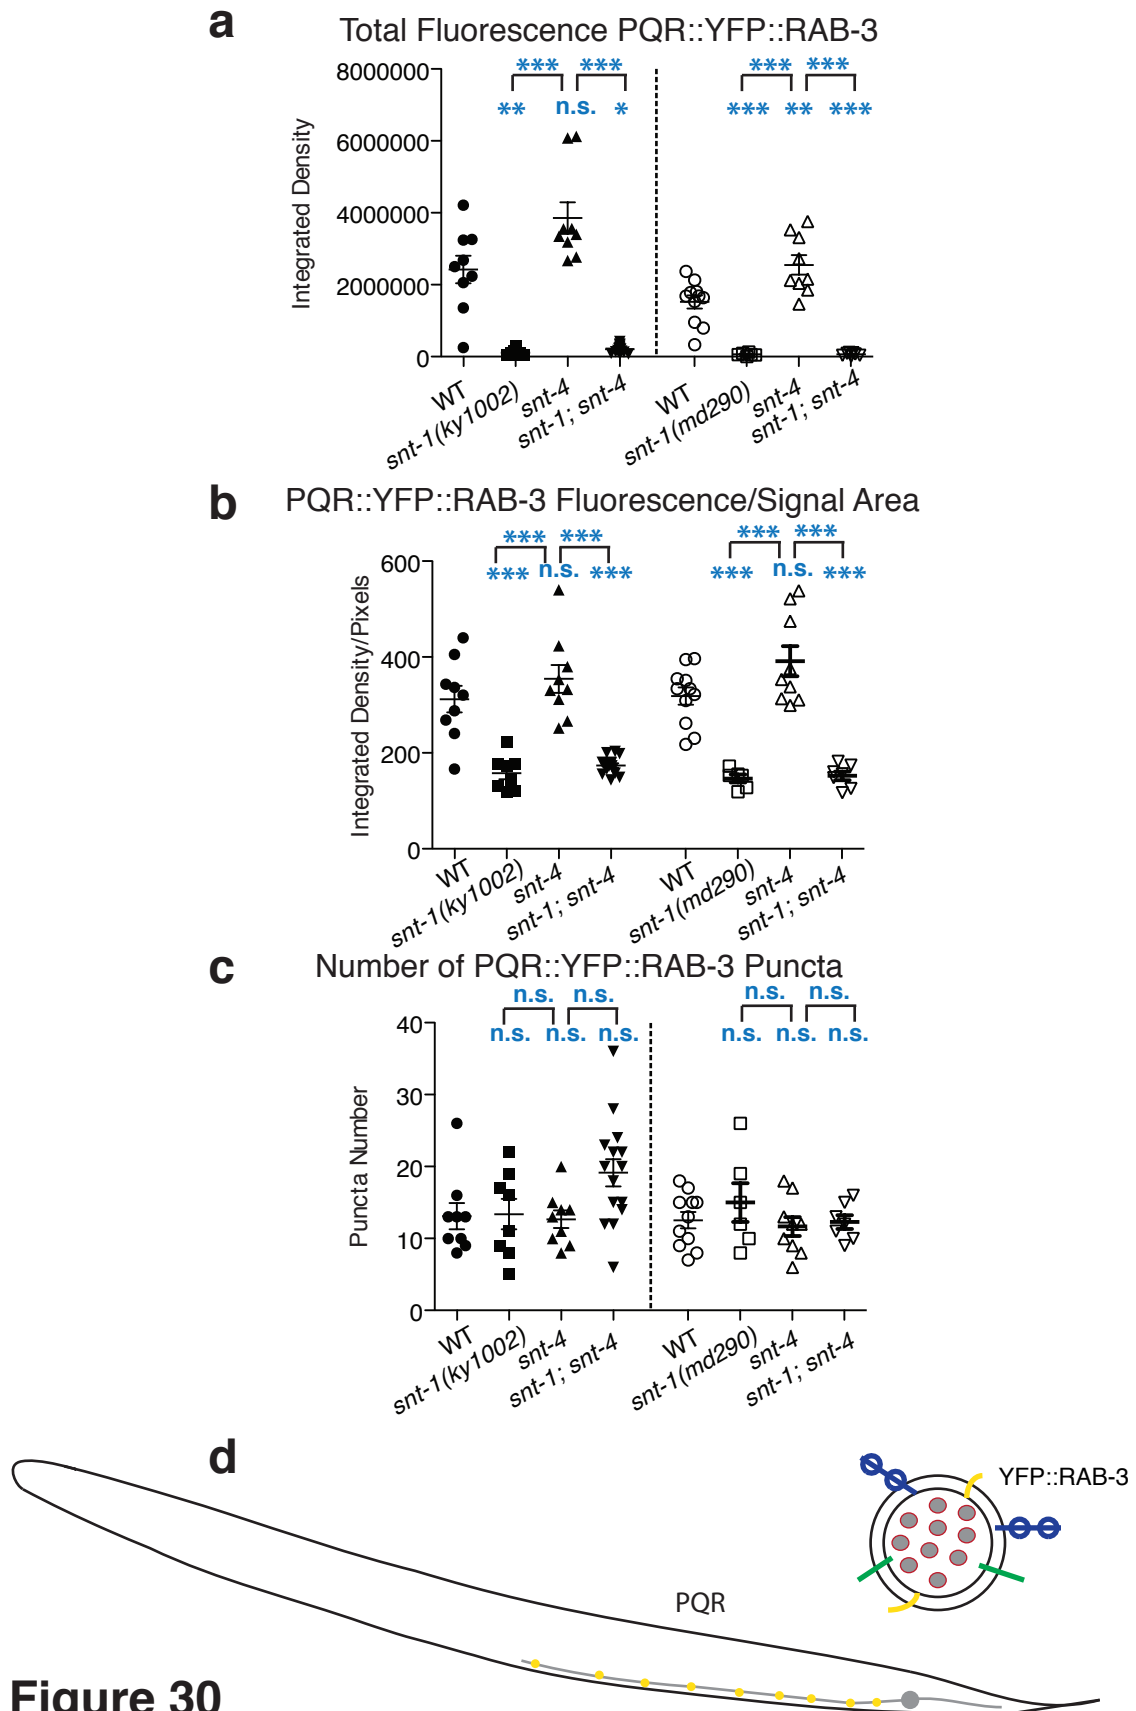 a
Total Fluorescence PQR::YFP::RAB-3
*** *** *** ***
** n.s. * *** ** ***
Integrated Density
8000000
6000000
4000000
2000000
0
WT snt-1(ky1002) snt-4 snt-1; snt-4 WT snt-1(md290) snt-4 snt-1; snt-4
b
PQR::YFP::RAB-3 Fluorescence/Signal Area
*** *** *** ***
*** n.s. *** *** n.s. ***
Integrated Density/Pixels
600
400
200
0
WT snt-1(ky1002) snt-4 snt-1; snt-4 WT snt-1(md290) snt-4 snt-1; snt-4
c
Number of PQR::YFP::RAB-3 Puncta
n.s. n.s. n.s. n.s.
n.s. n.s. n.s. n.s. n.s. n.s.
Puncta Number
40
30
20
10
0
WT snt-1(ky1002) snt-4 snt-1; snt-4 WT snt-1(md290) snt-4 snt-1; snt-4
d
YFP::RAB-3
PQR
Figure 30